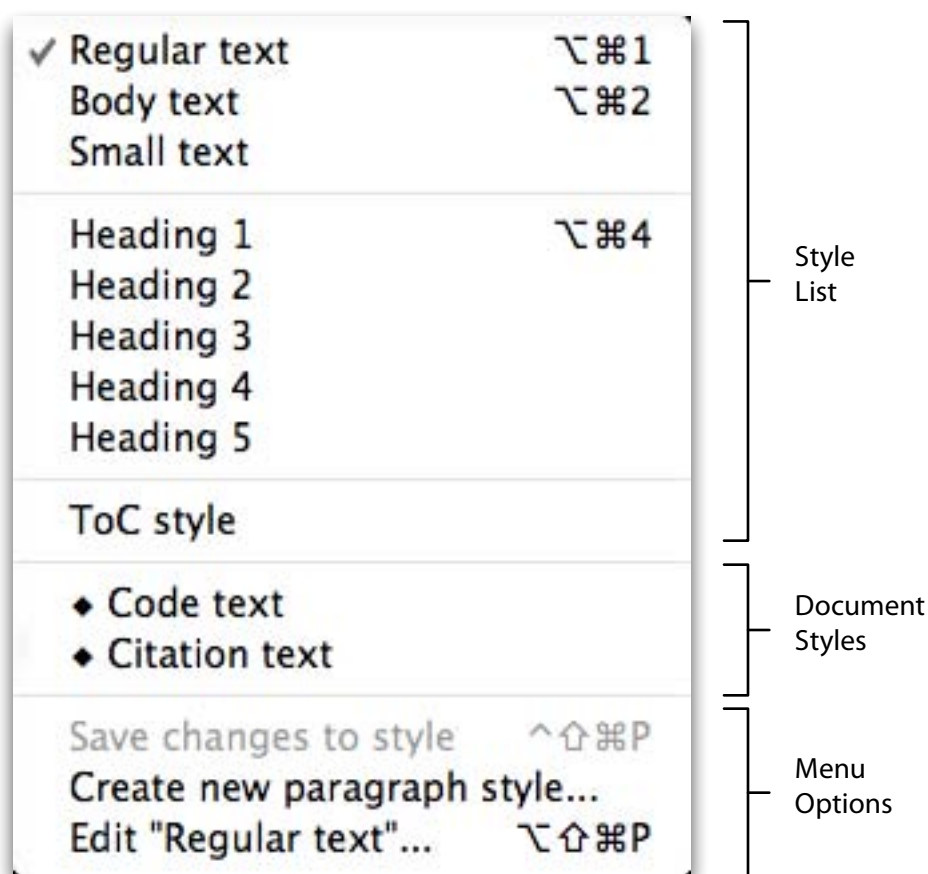 ✓ Regular text ⌥⌘1
Body text ⌥⌘2
Small text
Heading 1 ⌥⌘4
Heading 2
Heading 3
Heading 4
Heading 5
ToC style
◆ Code text
◆ Citation text
Save changes to style ^⇧⌘P
Create new paragraph style...
Edit "Regular text"... ⌥⇧⌘P
Style
List
Document
Styles
Menu
Options